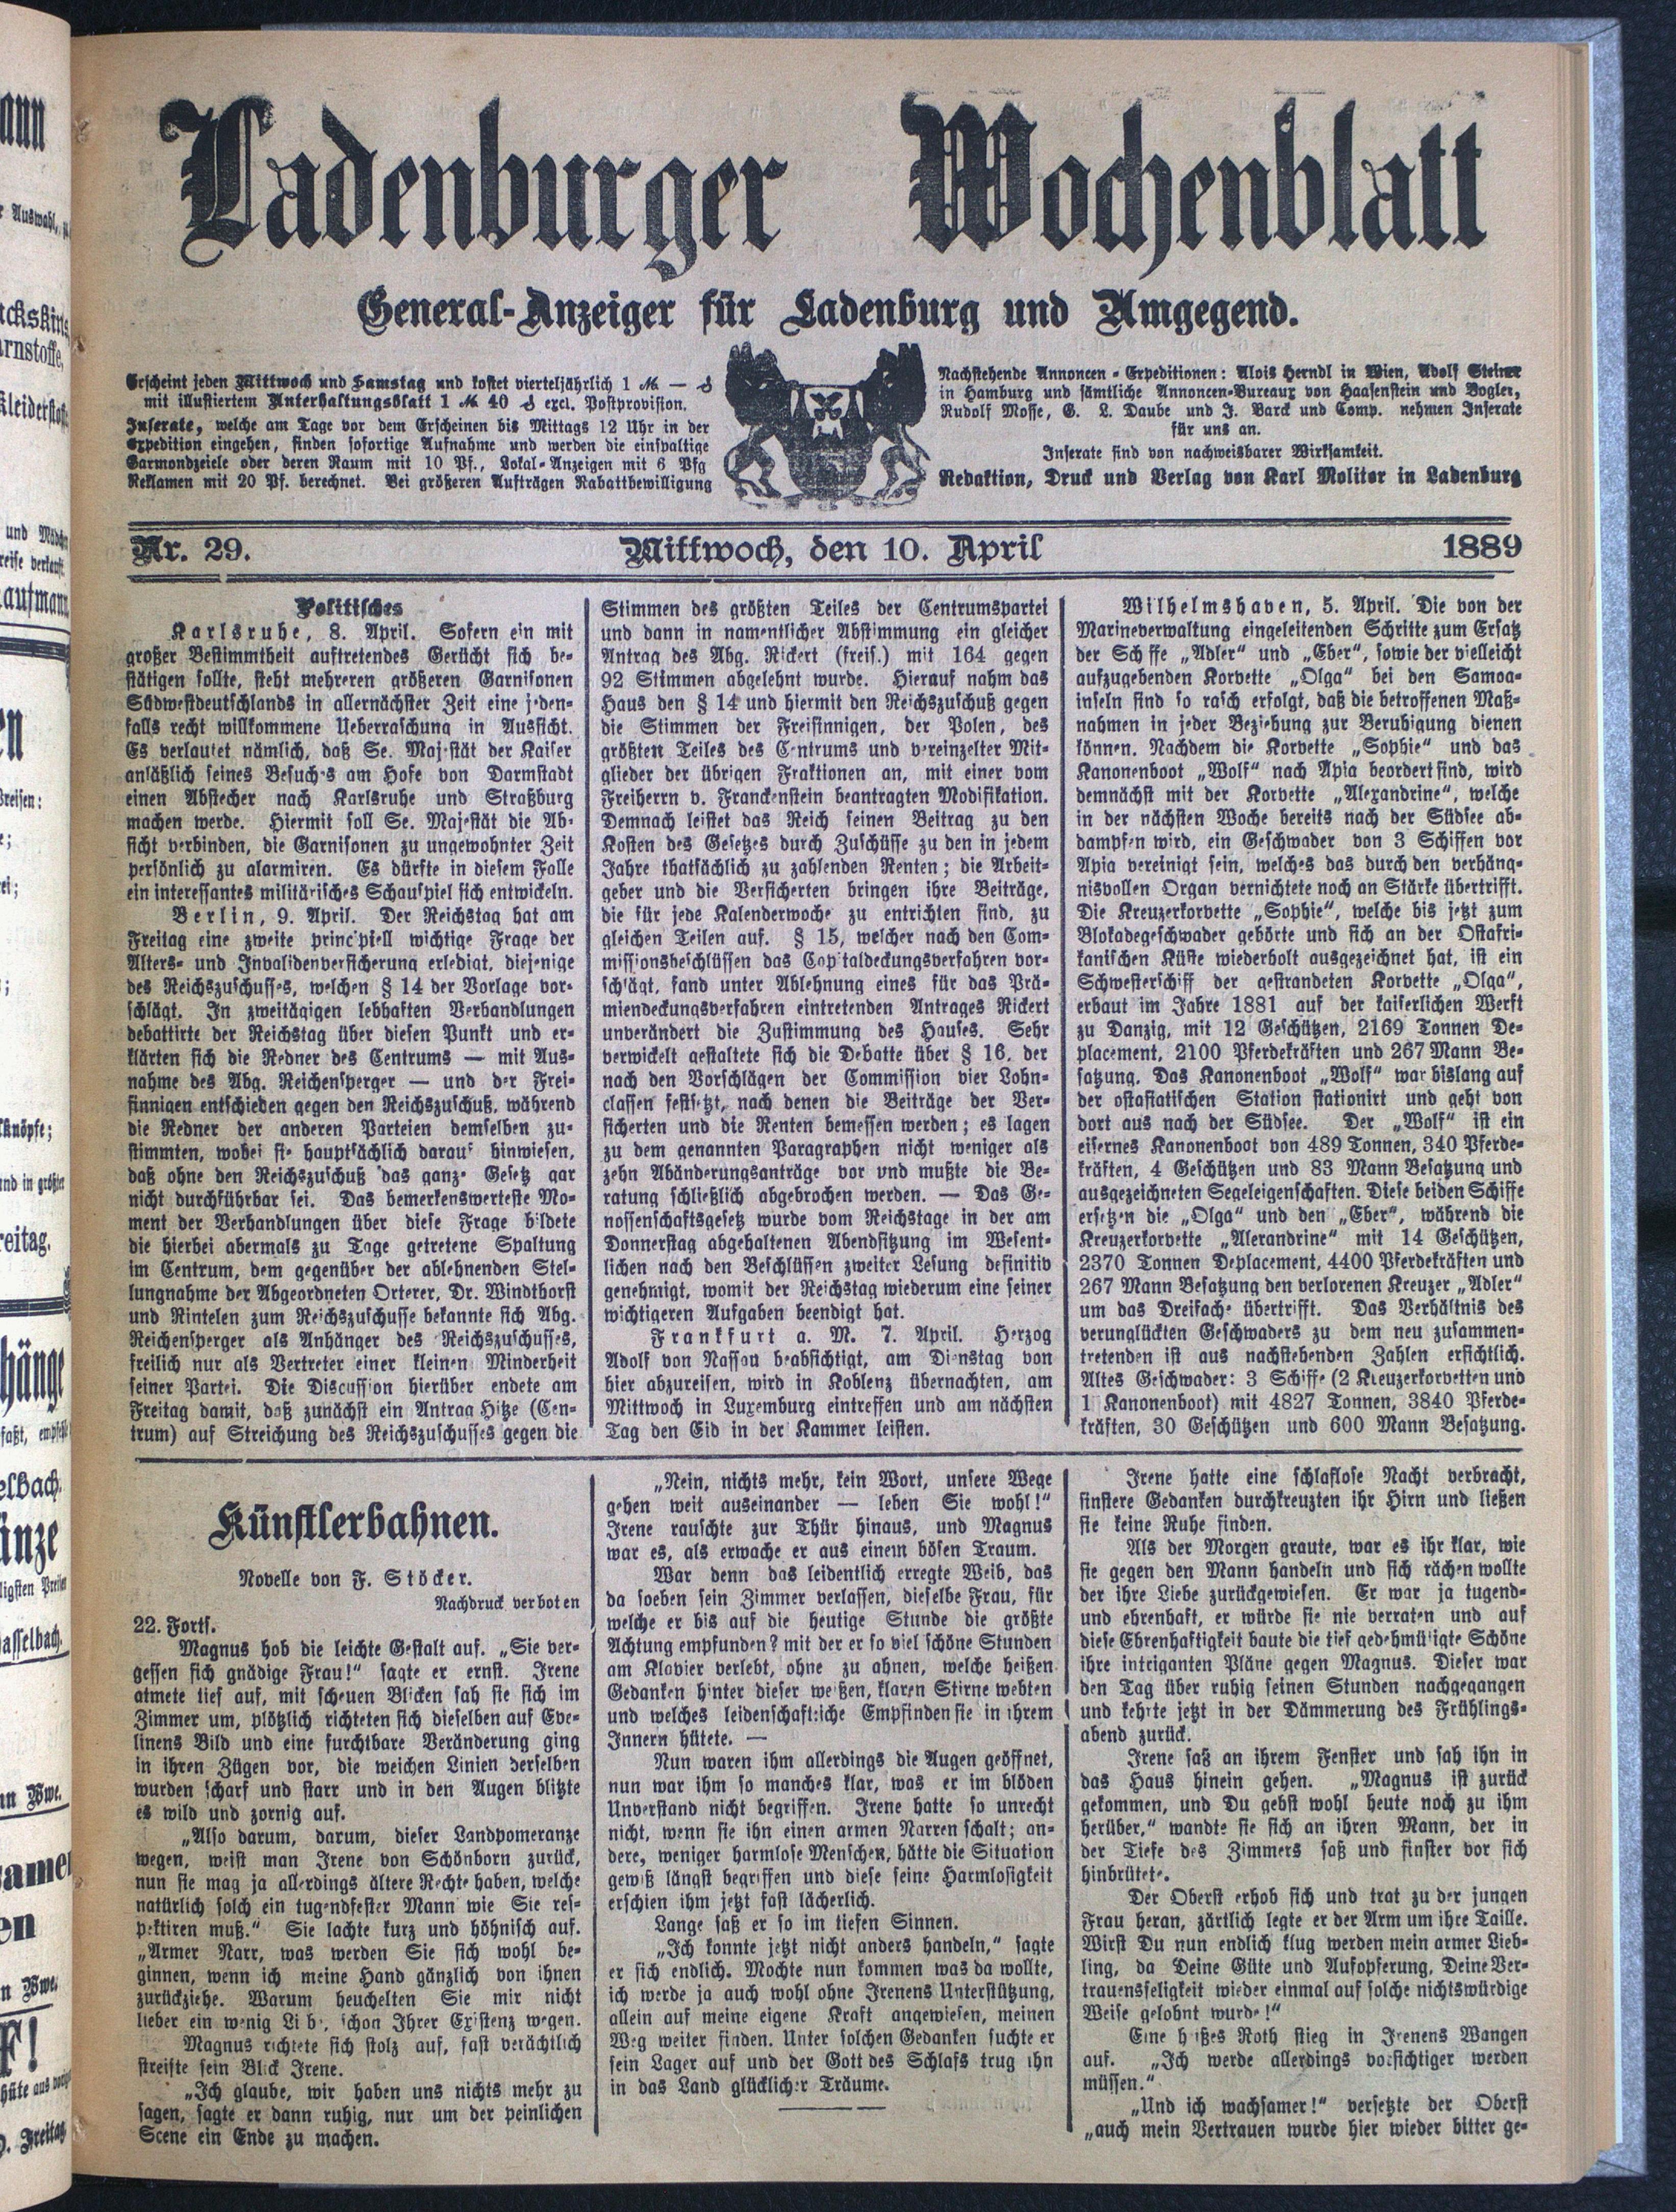 Ladenburger Wochenblatt
General-Anzeiger für Ladenburg und Umgegend.
Erscheint jeden Mittwoch und Samstag und kostet vierteljährlich 1 M. — ₰
mit illustriertem Unterhaltungsblatt 1 M 40 ₰ excl. Postprovision.
Inserate, welche am Tage vor dem Erscheinen bis Mittags 12 Uhr in der
Expedition eingehen, finden sofortige Aufnahme und werden die einspaltige
Garmondzeiele oder deren Raum mit 10 Pf., Lokal-Anzeigen mit 6 Pfg
Reklamen mit 20 Pf. berechnet. Bei größeren Aufträgen Rabattbewilligung
Nachstehende Annoncen-Expeditionen: Alois Herndl in Wien, Adolf Steiner
in Hamburg und sämtliche Annoncen-Bureaux von Haasenstein und Vogler,
Rudolf Mosse, G. L. Daube und J. Barck und Comp. nehmen Inserate
für uns an.
Inserate sind von nachweisbarer Wirksamkeit.
Redaktion, Druck und Verlag von Karl Molitor in Ladenburg
Nr. 29.
Mittwoch, den 10. April
1889
Politisches
Karlsruhe, 8. April. Sofern ein mit
großer Bestimmtheit auftretendes Gerücht sich be-
stätigen sollte, steht mehreren größeren Garnisonen
Südwestdeutschlands in allernächster Zeit eine jeden-
falls recht willkommene Ueberraschung in Aussicht.
Es verlautet nämlich, daß Se. Majestät der Kaiser
anläßlich seines Besuchs am Hofe von Darmstadt
einen Abstecher nach Karlsruhe und Straßburg
machen werde. Hiermit soll Se. Majestät die Ab-
sicht verbinden, die Garnisonen zu ungewohnter Zeit
persönlich zu alarmiren. Es dürfte in diesem Falle
ein interessantes militärisches Schauspiel sich entwickeln.
Berlin, 9. April. Der Reichstag hat am
Freitag eine zweite principiell wichtige Frage der
Alters- und Invalidenversicherung erledigt, diejenige
des Reichszuschusses, welchen § 14 der Vorlage vor-
schlägt. In zweitägigen lebhaften Verhandlungen
debattirte der Reichstag über diesen Punkt und er-
klärten sich die Redner des Centrums — mit Aus-
nahme des Abg. Reichensperger — und der Frei-
sinnigen entschieden gegen den Reichszuschuß, während
die Redner der anderen Parteien demselben zu-
stimmten, wobei sie hauptsächlich darauf hinwiesen,
daß ohne den Reichszuschuß das ganze Gesetz gar
nicht durchführbar sei. Das bemerkenswerteste Mo-
ment der Verhandlungen über diese Frage bildete
die hierbei abermals zu Tage getretene Spaltung
im Centrum, dem gegenüber der ablehnenden Stel-
lungnahme der Abgeordneten Orterer, Dr. Windthorst
und Rintelen zum Reichszuschusse bekannte sich Abg.
Reichensperger als Anhänger des Reichszuschusses,
freilich nur als Vertreter einer kleinen Minderheit
seiner Partei. Die Discussion hierüber endete am
Freitag damit, daß zunächst ein Antrag Hitze (Cen-
trum) auf Streichung des Reichszuschusses gegen die
Stimmen des größten Teiles der Centrumspartei
und dann in namentlicher Abstimmung ein gleicher
Antrag des Abg. Rickert (freis.) mit 164 gegen
92 Stimmen abgelehnt wurde. Hierauf nahm das
Haus den § 14 und hiermit den Reichszuschuß gegen
die Stimmen der Freisinnigen, der Polen, des
größten Teiles des Centrums und vereinzelter Mit-
glieder der übrigen Fraktionen an, mit einer vom
Freiherrn v. Franckenstein beantragten Modifikation.
Demnach leistet das Reich seinen Beitrag zu den
Kosten des Gesetzes durch Zuschüsse zu den in jedem
Jahre thatsächlich zu zahlenden Renten; die Arbeit-
geber und die Versicherten bringen ihre Beiträge,
die für jede Kalenderwoche zu entrichten sind, zu
gleichen Teilen auf. § 15, welcher nach den Com-
missionsbeschlüssen das Capitaldeckungsverfahren vor-
schlägt, fand unter Ablehnung eines für das Prä-
miendeckungsverfahren eintretenden Antrages Rickert
unverändert die Zustimmung des Hauses. Sehr
verwickelt gestaltete sich die Debatte über § 16, der
nach den Vorschlägen der Commission vier Lohn-
classen festsetzt, nach denen die Beiträge der Ver-
sicherten und die Renten bemessen werden; es lagen
zu dem genannten Paragraphen nicht weniger als
zehn Abänderungsanträge vor und mußte die Be-
ratung schließlich abgebrochen werden. — Das Ge-
nossenschaftsgesetz wurde vom Reichstage in der am
Donnerstag abgehaltenen Abendsitzung im Wesent-
lichen nach den Beschlüssen zweiter Lesung definitiv
genehmigt, womit der Reichstag wiederum eine seiner
wichtigeren Aufgaben beendigt hat.
Frankfurt a. M. 7. April. Herzog
Adolf von Nassau beabsichtigt, am Dienstag von
hier abzureisen, wird in Koblenz übernachten, am
Mittwoch in Luxemburg eintreffen und am nächsten
Tag den Eid in der Kammer leisten.
Wilhelmshaven, 5. April. Die von der
Marineverwaltung eingeleitenden Schritte zum Ersatz
der Sch ffe „Adler“ und „Eber“, sowie der vielleicht
aufzugebenden Korvette „Olga“ bei den Samoa-
inseln sind so rasch erfolgt, daß die betroffenen Maß-
nahmen in jeder Beziehung zur Beruhigung dienen
können. Nachdem die Korvette „Sophie“ und das
Kanonenboot „Wolf“ nach Apia beordert sind, wird
demnächst mit der Korvette „Alexandrine“, welche
in der nächsten Woche bereits nach der Südsee ab-
dampfen wird, ein Geschwader von 3 Schiffen vor
Apia vereinigt sein, welches das durch den verhäng-
nisvollen Organ vernichtete noch an Stärke übertrifft.
Die Kreuzerkorvette „Sophie“, welche bis jetzt zum
Blokadegeschwader gehörte und sich an der Ostafri-
kanischen Küste wiederholt ausgezeichnet hat, ist ein
Schwesterschiff der gestrandeten Korvette „Olga“,
erbaut im Jahre 1881 auf der kaiserlichen Werft
zu Danzig, mit 12 Geschützen, 2169 Tonnen De-
placement, 2100 Pferdekräften und 267 Mann Be-
satzung. Das Kanonenboot „Wolf“ war bislang auf
der ostasiatischen Station stationirt und geht von
dort aus nach der Südsee. Der „Wolf“ ist ein
eisernes Kanonenboot von 489 Tonnen, 340 Pferde-
kräften, 4 Geschützen und 83 Mann Besatzung und
ausgezeichneten Segeleigenschaften. Diese beiden Schiffe
ersetzen die „Olga“ und den „Eber“, während die
Kreuzerkorvette „Alexandrine“ mit 14 Geschützen,
2370 Tonnen Deplacement, 4400 Pferdekräften und
267 Mann Besatzung den verlorenen Kreuzer „Adler“
um das Dreifache übertrifft. Das Verhältnis des
verunglückten Geschwaders zu dem neu zusammen-
tretenden ist aus nachstehenden Zahlen ersichtlich.
Altes Geschwader: 3 Schiffe (2 Kreuzerkorvetten und
1 Kanonenboot) mit 4827 Tonnen, 3840 Pferde-
kräften, 30 Geschützen und 600 Mann Besatzung.
Künstlerbahnen.
Novelle von F. Stöcker.
Nachdruck verboten
22. Forts.
Magnus hob die leichte Gestalt auf. „Sie ver-
gessen sich gnädige Frau!“ sagte er ernst. Irene
atmete tief auf, mit scheuen Blicken sah sie sich im
Zimmer um, plötzlich richteten sich dieselben auf Eve-
linens Bild und eine furchtbare Veränderung ging
in ihren Zügen vor, die weichen Linien derselben
wurden scharf und starr und in den Augen blitzte
es wild und zornig auf.
„Also darum, darum, dieser Landpomeranze
wegen, weist man Irene von Schönborn zurück,
nun sie mag ja allerdings ältere Rechte haben, welche
natürlich solch ein tugendfester Mann wie Sie res-
pektiren muß.“ Sie lachte kurz und höhnisch auf.
„Armer Narr, was werden Sie sich wohl be-
ginnen, wenn ich meine Hand gänzlich von ihnen
zurückziehe. Warum heuchelten Sie mir nicht
lieber ein wenig Liebe, schon Ihrer Existenz wegen.
Magnus richtete sich stolz auf, fast verächtlich
streifte sein Blick Irene.
„Ich glaube, wir haben uns nichts mehr zu
sagen, sagte er dann ruhig, nur um der peinlichen
Scene ein Ende zu machen.
„Nein, nichts mehr, kein Wort, unsere Wege
gehen weit auseinander — leben Sie wohl!“
Irene rauschte zur Thür hinaus, und Magnus
war es, als erwache er aus einem bösen Traum.
War denn das leidentlich erregte Weib, das
da soeben sein Zimmer verlassen, dieselbe Frau, für
welche er bis auf die heutige Stunde die größte
Achtung empfunden? mit der er so viel schöne Stunden
am Klavier verlebt, ohne zu ahnen, welche heißen
Gedanken hinter dieser weißen, klaren Stirne webten
und welches leidenschaftliche Empfinden sie in ihrem
Innern hütete. —
Nun waren ihm allerdings die Augen geöffnet,
nun war ihm so manches klar, was er im blöden
Unverstand nicht begriffen. Irene hatte so unrecht
nicht, wenn sie ihn einen armen Narren schalt; an-
dere, weniger harmlose Menschen, hätte die Situation
gewiß längst begriffen und diese seine Harmlosigkeit
erschien ihm jetzt fast lächerlich.
Lange saß er so im tiefen Sinnen.
„Ich konnte jetzt nicht anders handeln,“ sagte
er sich endlich. Mochte nun kommen was da wollte,
ich werde ja auch wohl ohne Irenens Unterstützung,
allein auf meine eigene Kraft angewiesen, meinen
Weg weiter finden. Unter solchen Gedanken suchte er
sein Lager auf und der Gott des Schlafs trug ihn
in das Land glücklicher Träume.
Irene hatte eine schlaflose Nacht verbracht,
finstere Gedanken durchkreuzten ihr Hirn und ließen
sie keine Ruhe finden.
Als der Morgen graute, war es ihr klar, wie
sie gegen den Mann handeln und sich rächen wollte
der ihre Liebe zurückgewiesen. Er war ja tugend-
und ehrenhaft, er würde sie nie verraten und auf
diese Ehrenhaftigkeit baute die tief gedehmütigte Schöne
ihre intriganten Pläne gegen Magnus. Dieser war
den Tag über ruhig seinen Stunden nachgegangen
und kehrte jetzt in der Dämmerung des Frühlings-
abend zurück.
Irene saß an ihrem Fenster und sah ihn in
das Haus hinein gehen. „Magnus ist zurück
gekommen, und Du gehst wohl heute noch zu ihm
herüber,“ wandte sie sich an ihren Mann, der in
der Tiefe des Zimmers saß und finster vor sich
hinbrütete.
Der Oberst erhob sich und trat zu der jungen
Frau heran, zärtlich legte er der Arm um ihre Taille.
Wirst Du nun endlich klug werden mein armer Lieb-
ling, da Deine Güte und Aufopferung, Deine Ver-
trauensseligkeit wieder einmal auf solche nichtswürdige
Weise gelohnt wurde!“
Eine heißes Roth stieg in Irenens Wangen
auf. „Ich werde allerdings vorsichtiger werden
müssen.“
„Und ich wachsamer!“ versetzte der Oberst
„auch mein Vertrauen wurde hier wieder bitter ge-